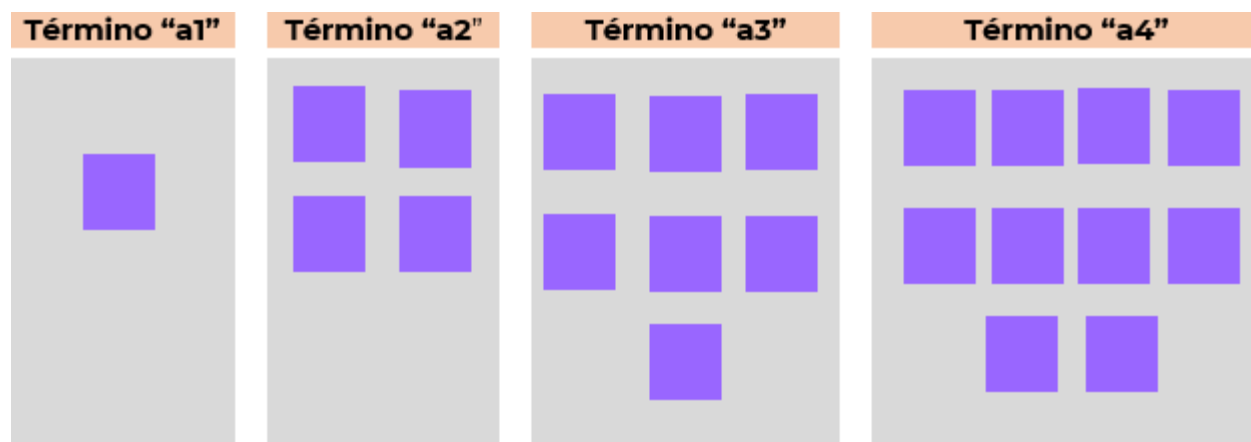 Término “a1”
Término “a2”
Término “a3”
Término “a4”